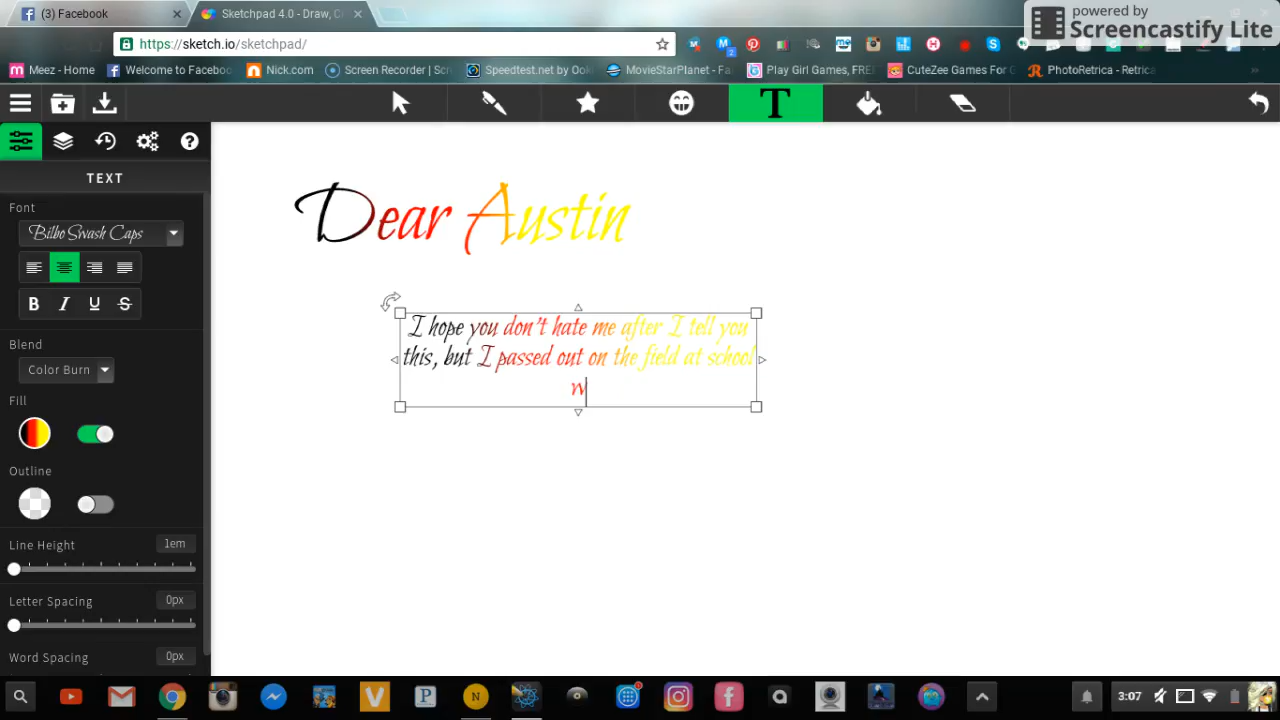 (3) Facebook
Sketchpad 4.0 - Draw, C
powered by
Screencastify Lite
https://sketch.io/sketchpad/
Meez - Home
Welcome to Faceboo
Nick.com
Screen Recorder | Scr
Speedtest.net by Ook
MovieStarPlanet - Fa
Play Girl Games, FREE
CuteZee Games For G
PhotoRetrica - Retrica
T
TEXT
Font
Bilbo Swash Caps
B I U S
Blend
Color Burn
Fill
Outline
Line Height
1em
Letter Spacing
0px
Word Spacing
0px
Dear Austin
I hope you don't hate me after I tell you
this, but I passed out on the field at school
w
3:07